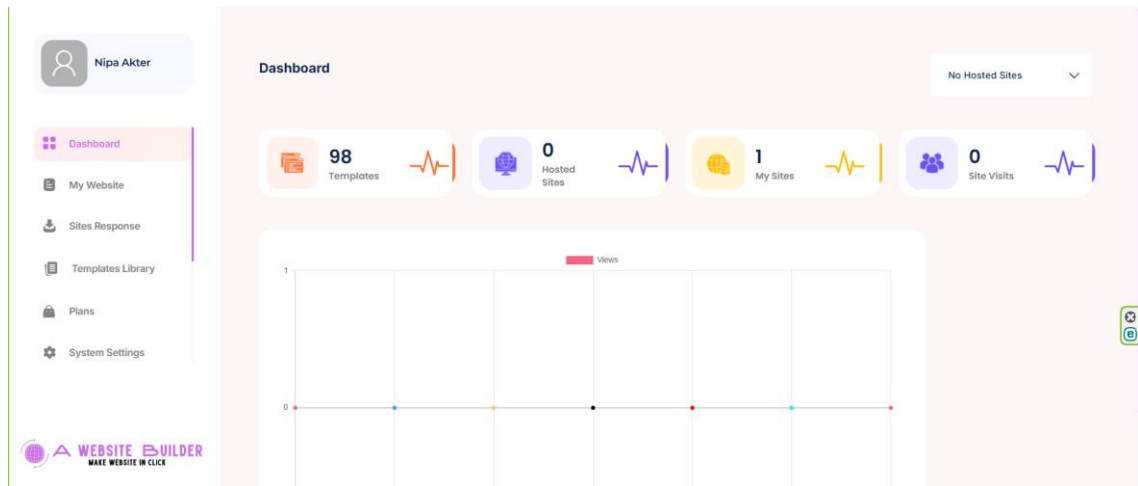 Nipa Akter
Dashboard
My Website
Sites Response
Templates Library
Plans
System Settings
A WEBSITE BUILDER
MAKE WEBSITE IN CLICK
Dashboard
No Hosted Sites
98
Templates
0
Hosted
Sites
1
My Sites
0
Site Visits
Views
1
0